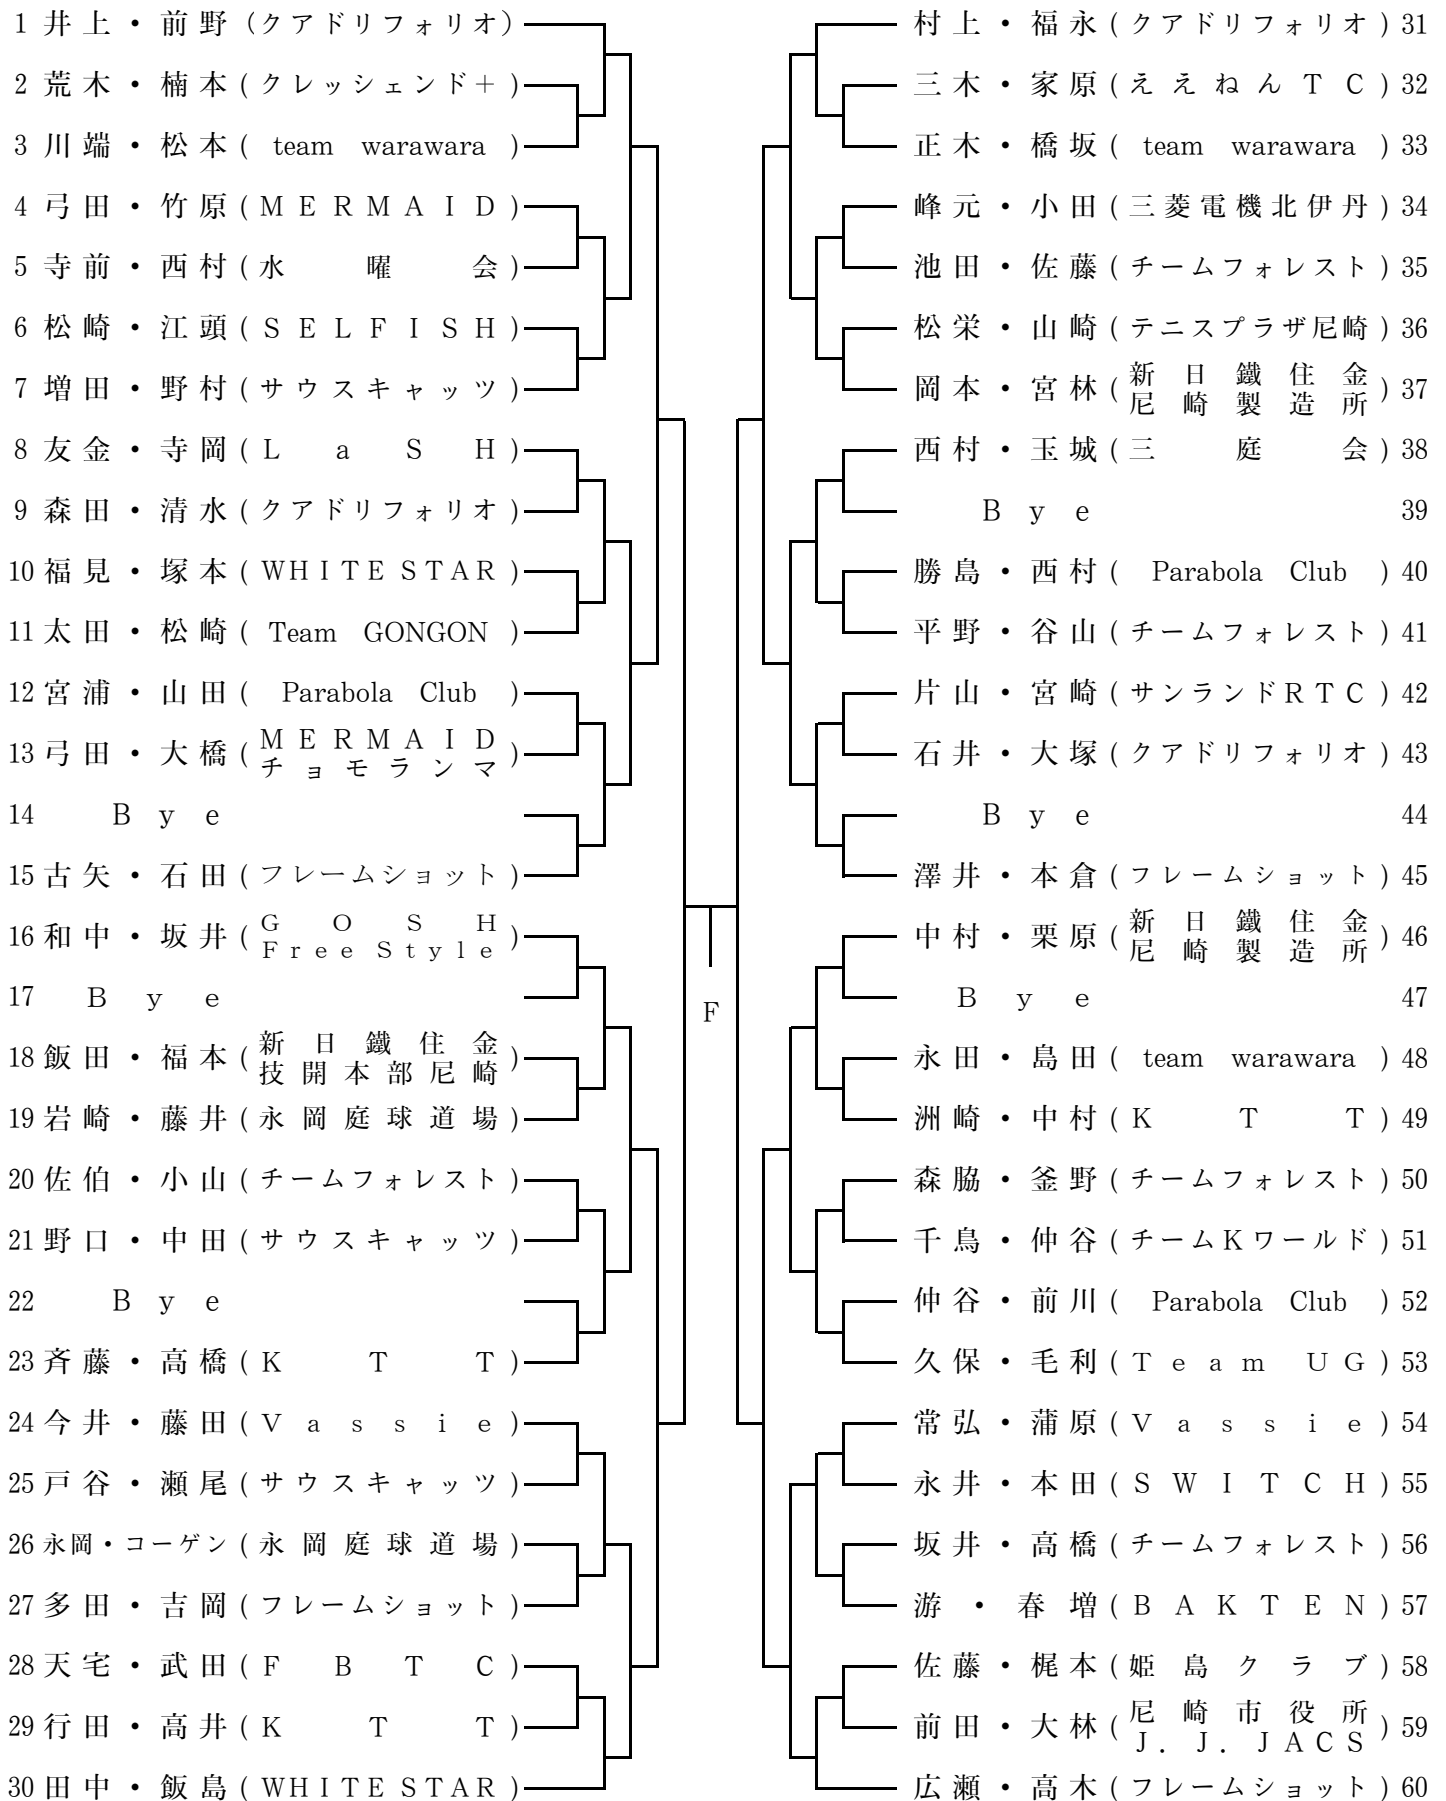 1 井上・前野 (クアドリフォリオ)
2 荒木・楠本 (クレッシェンド＋)
3 川端・松本 ( team warawara )
4 弓田・竹原 (MERMAID)
5 寺前・西村 (水曜会)
6 松崎・江頭 (SELFISH)
7 増田・野村 (サウスキャッツ)
8 友金・寺岡 (LaSH)
9 森田・清水 (クアドリフォリオ)
10 福見・塚本 (WHITE STAR)
11 太田・松崎 ( Team GONGON )
12 宮浦・山田 ( Parabola Club )
13 弓田・大橋 (MERMAID
チョモランマ)
14 Bye
15 古矢・石田 (フレームショット)
16 和中・坂井 (GOSH
Free Style)
17 Bye
18 飯田・福本 (新日鐵住金
技開本部尼崎)
19 岩崎・藤井 (永岡庭球道場)
20 佐伯・小山 (チームフォレスト)
21 野口・中田 (サウスキャッツ)
22 Bye
23 斉藤・高橋 (KTT)
24 今井・藤田 (Vassie)
25 戸谷・瀬尾 (サウスキャッツ)
26 永岡・コーゲン (永岡庭球道場)
27 多田・吉岡 (フレームショット)
28 天宅・武田 (FBTC)
29 行田・高井 (KTT)
30 田中・飯島 (WHITE STAR)
F
村上・福永 (クアドリフォリオ) 31
三木・家原 (ええねんTC) 32
正木・橋坂 ( team warawara ) 33
峰元・小田 (三菱電機北伊丹) 34
池田・佐藤 (チームフォレスト) 35
松栄・山崎 (テニスプラザ尼崎) 36
岡本・宮林 (新日鐵住金
尼崎製造所) 37
西村・玉城 (三庭会) 38
Bye 39
勝島・西村 ( Parabola Club ) 40
平野・谷山 (チームフォレスト) 41
片山・宮崎 (サンランドRTC) 42
石井・大塚 (クアドリフォリオ) 43
Bye 44
澤井・本倉 (フレームショット) 45
中村・栗原 (新日鐵住金
尼崎製造所) 46
Bye 47
永田・島田 ( team warawara ) 48
洲崎・中村 (KTT) 49
森脇・釜野 (チームフォレスト) 50
千鳥・仲谷 (チームKワールド) 51
仲谷・前川 ( Parabola Club ) 52
久保・毛利 (Team UG) 53
常弘・蒲原 (Vassie) 54
永井・本田 (SWITCH) 55
坂井・高橋 (チームフォレスト) 56
游・春増 (BAKTEN) 57
佐藤・梶本 (姫島クラブ) 58
前田・大林 (尼崎市役所
J.J.JACS) 59
広瀬・高木 (フレームショット) 60